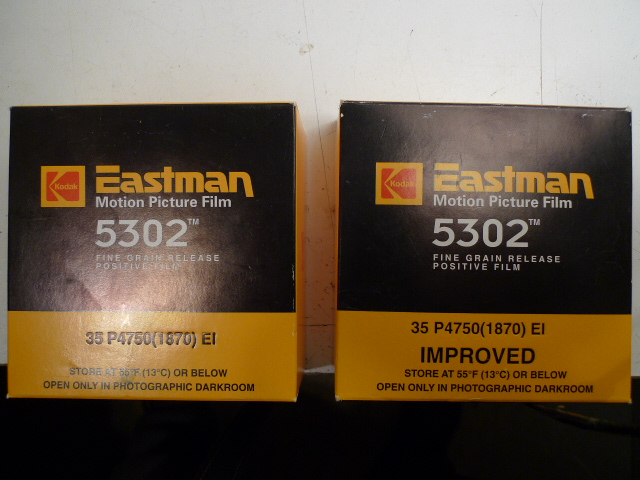 Kodak
Eastman
Motion Picture Film
5302™
FINE GRAIN RELEASE
POSITIVE FILM
35 P4750(1870) EI
STORE AT 55°F (13°C) OR BELOW
OPEN ONLY IN PHOTOGRAPHIC DARKROOM
Kodak
Eastman
Motion Picture Film
5302™
FINE GRAIN RELEASE
POSITIVE FILM
35 P4750(1870) EI
IMPROVED
STORE AT 55°F (13°C) OR BELOW
OPEN ONLY IN PHOTOGRAPHIC DARKROOM